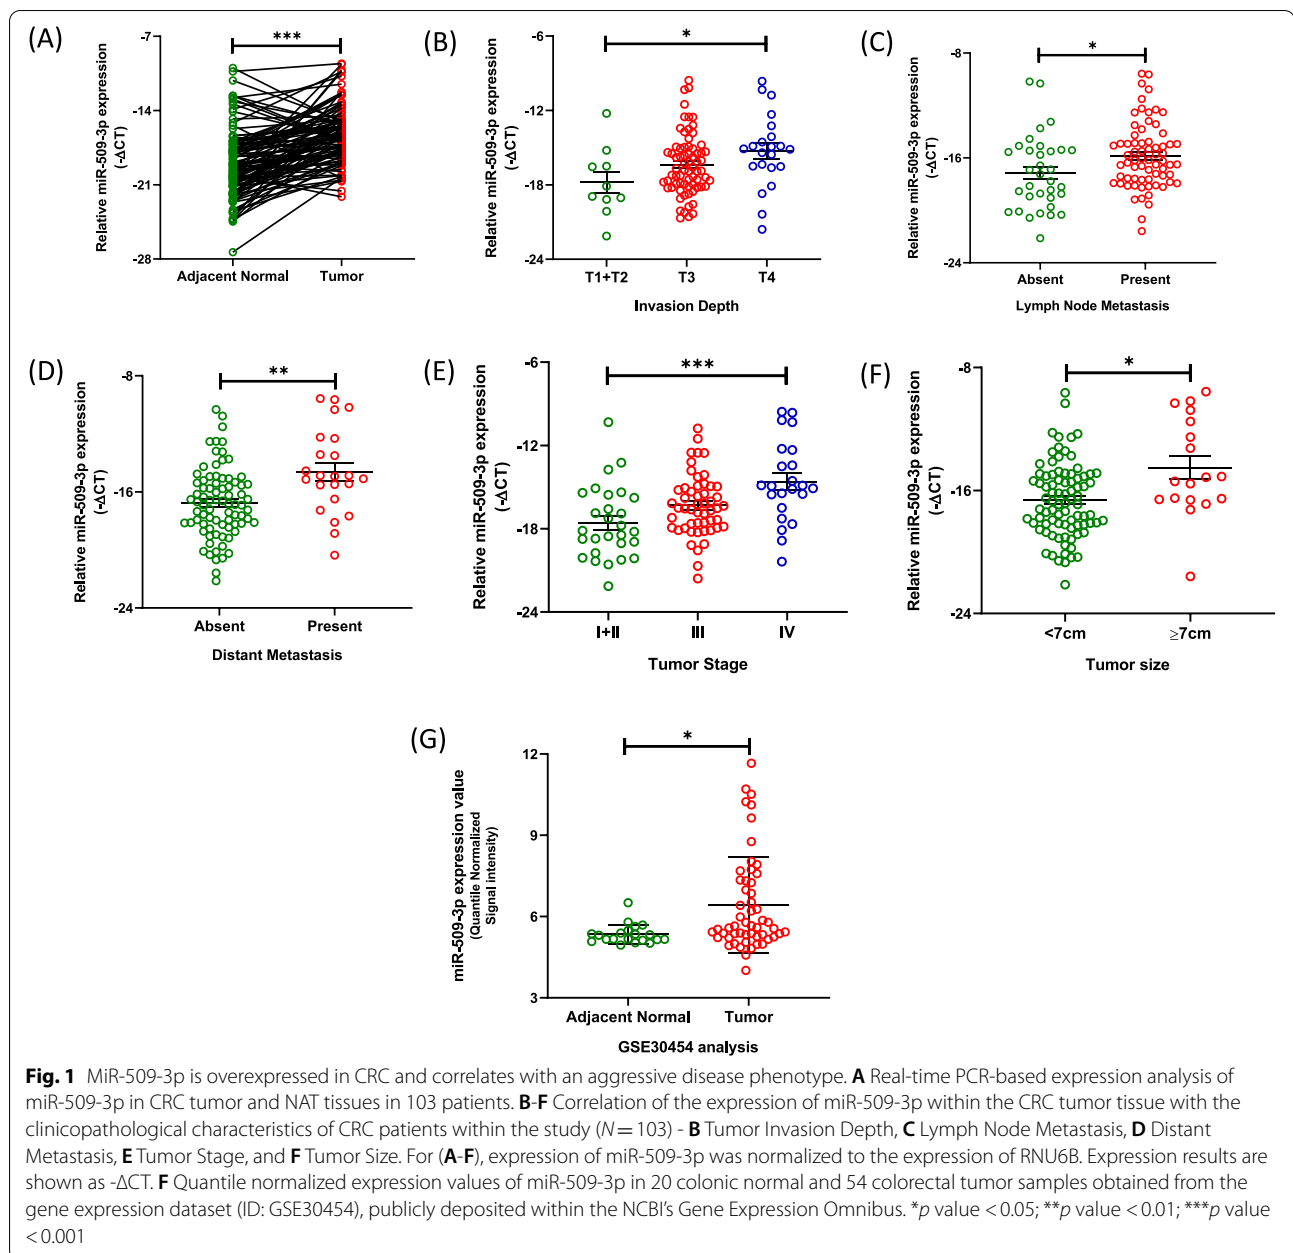 (A)
-7
-14
-21
-28
Relative miR-509-3p expression
(-ΔCT)
***
Adjacent Normal
Tumor
(B)
-6
-12
-18
-24
Relative miR-509-3p expression
(-ΔCT)
*
T1+T2
T3
T4
Invasion Depth
(C)
-8
-16
-24
Relative miR-509-3p expression
(-ΔCT)
*
Absent
Present
Lymph Node Metastasis
(D)
-8
-16
-24
Relative miR-509-3p expression
(-ΔCT)
**
Absent
Present
Distant Metastasis
(E)
-6
-12
-18
-24
Relative miR-509-3p expression
(-ΔCT)
***
I+II
III
IV
Tumor Stage
(F)
-8
-16
-24
Relative miR-509-3p expression
(-ΔCT)
*
<7cm
≥7cm
Tumor size
(G)
12
9
6
3
miR-509-3p expression value
(Quantile Normalized
Signal intensity)
*
Adjacent Normal
Tumor
GSE30454 analysis
Fig. 1 MiR-509-3p is overexpressed in CRC and correlates with an aggressive disease phenotype. A Real-time PCR-based expression analysis of
miR-509-3p in CRC tumor and NAT tissues in 103 patients. B-F Correlation of the expression of miR-509-3p within the CRC tumor tissue with the
clinicopathological characteristics of CRC patients within the study (N = 103) - B Tumor Invasion Depth, C Lymph Node Metastasis, D Distant
Metastasis, E Tumor Stage, and F Tumor Size. For (A-F), expression of miR-509-3p was normalized to the expression of RNU6B. Expression results are
shown as -ΔCT. F Quantile normalized expression values of miR-509-3p in 20 colonic normal and 54 colorectal tumor samples obtained from the
gene expression dataset (ID: GSE30454), publicly deposited within the NCBI's Gene Expression Omnibus. *p value < 0.05; **p value < 0.01; ***p value
< 0.001